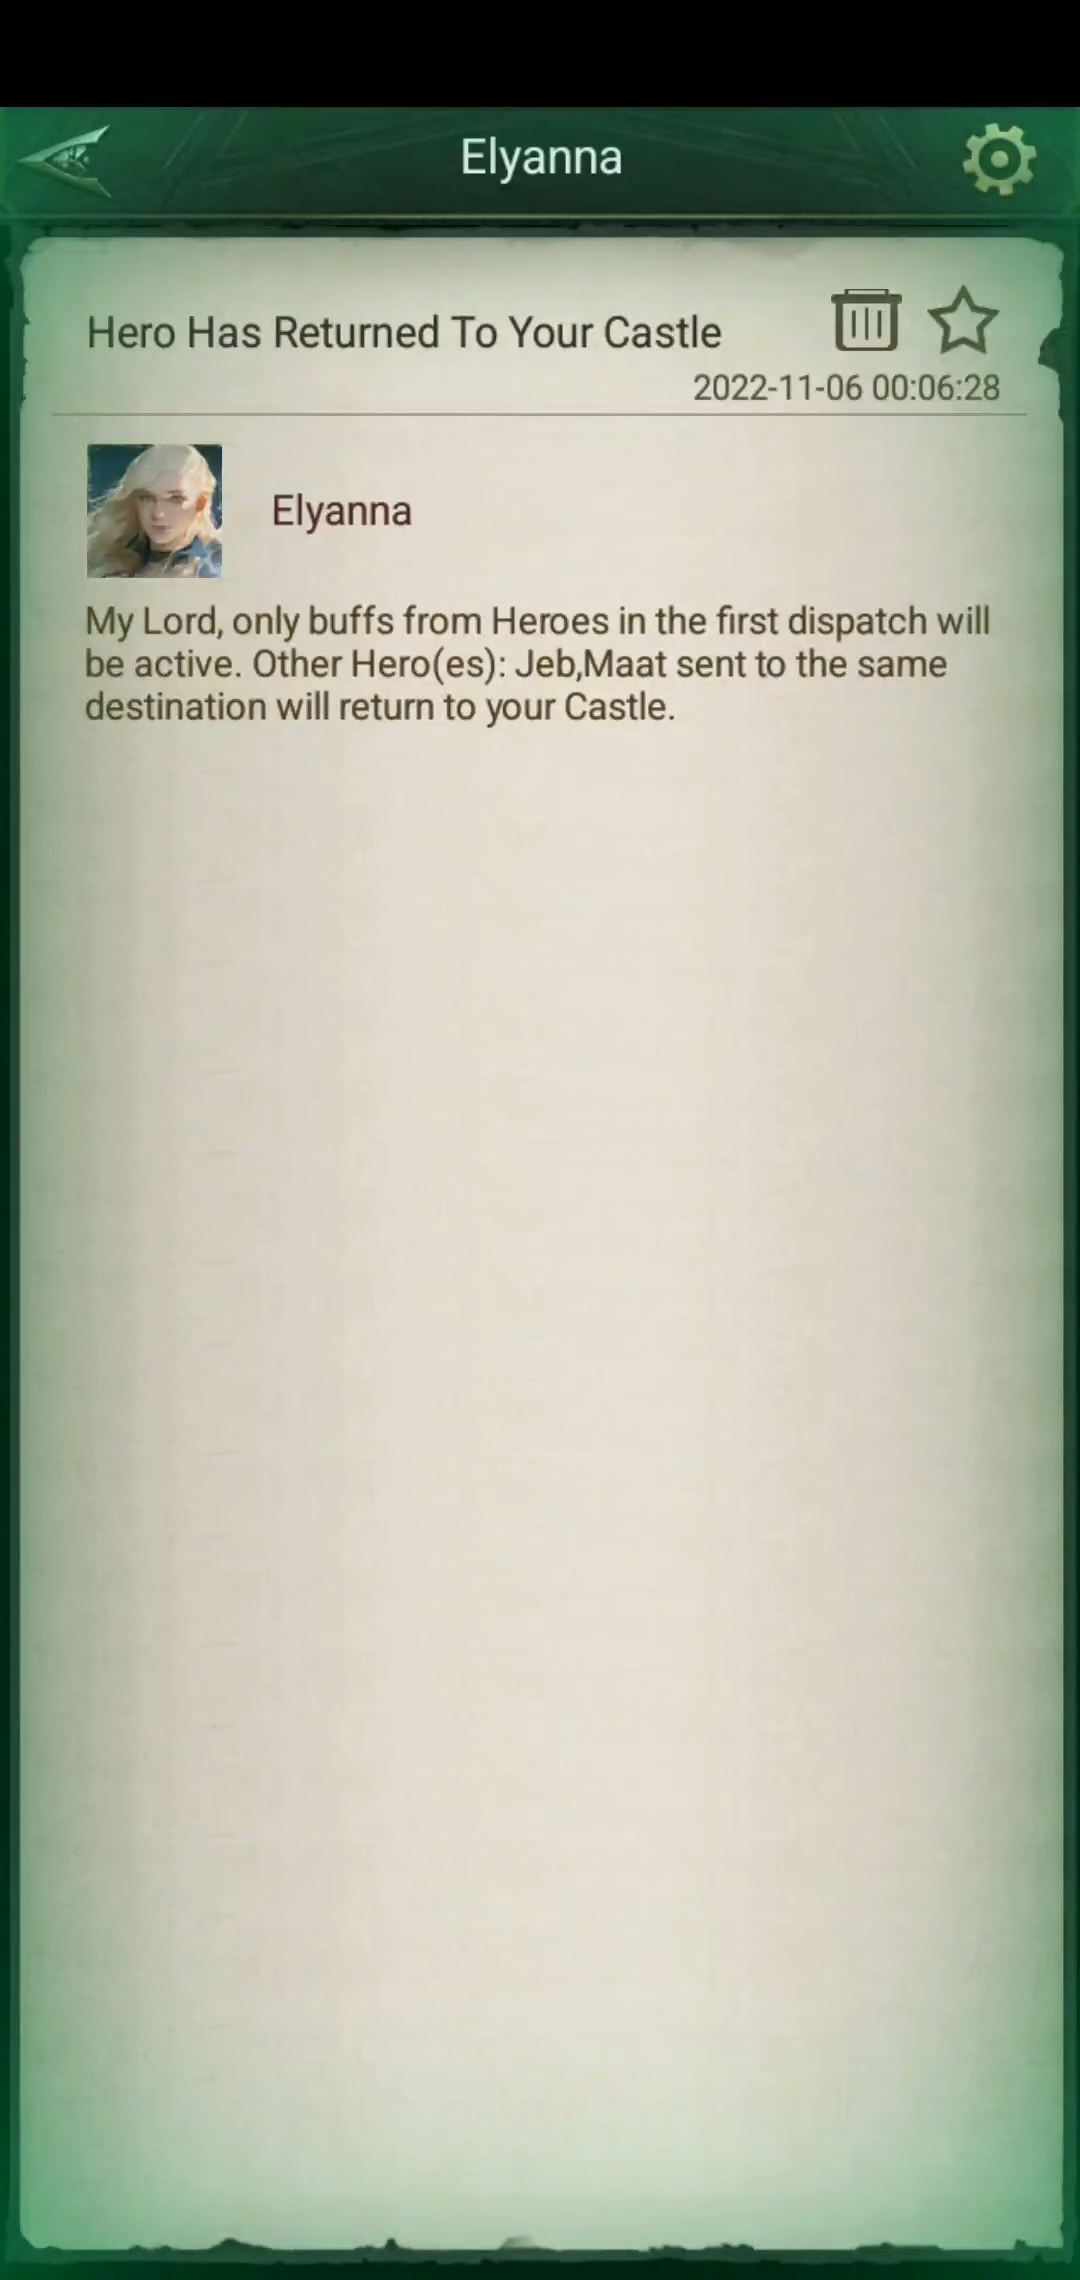 Elyanna
Hero Has Returned To Your Castle
2022-11-06 00:06:28
Elyanna
My Lord, only buffs from Heroes in the first dispatch will
be active. Other Hero(es): Jeb,Maat sent to the same
destination will return to your Castle.